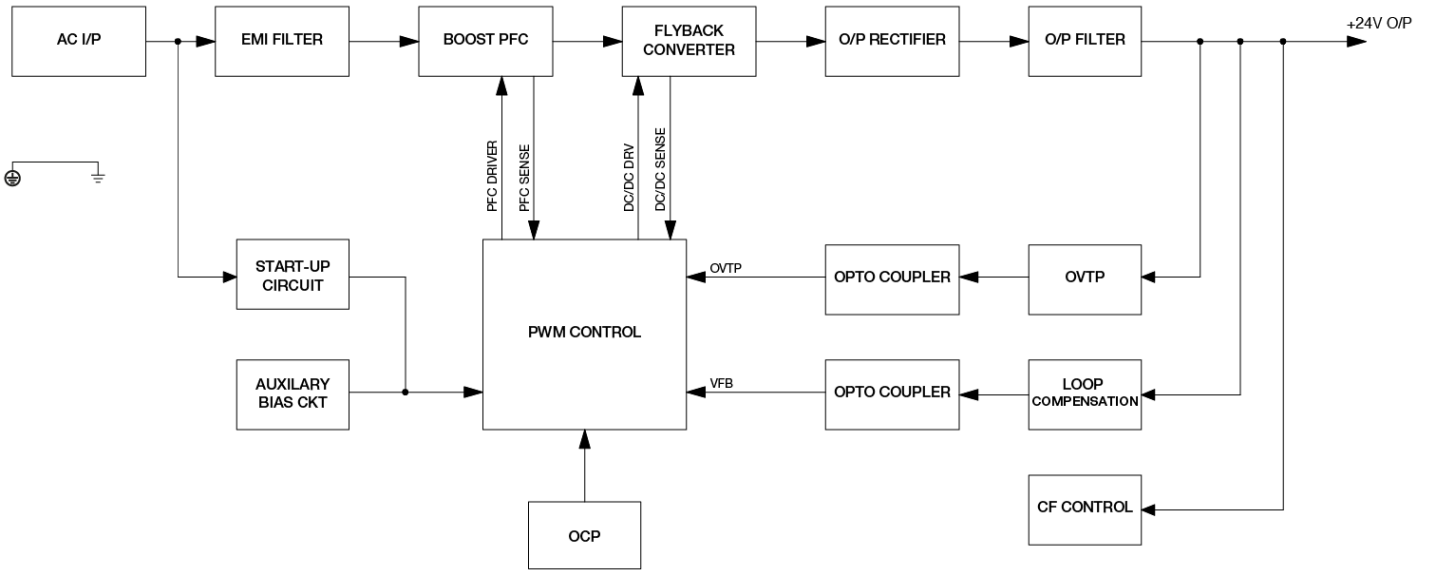 AC I/P
EMI FILTER
BOOST PFC
FLYBACK
CONVERTER
O/P RECTIFIER
O/P FILTER
+24V O/P
PFC DRIVER
PFC SENSE
DC/DC DRV
DC/DC SENSE
START-UP
CIRCUIT
PWM CONTROL
OVTP
OPTO COUPLER
OVTP
AUXILARY
BIAS CKT
VFB
OPTO COUPLER
LOOP
COMPENSATION
CF CONTROL
OCP